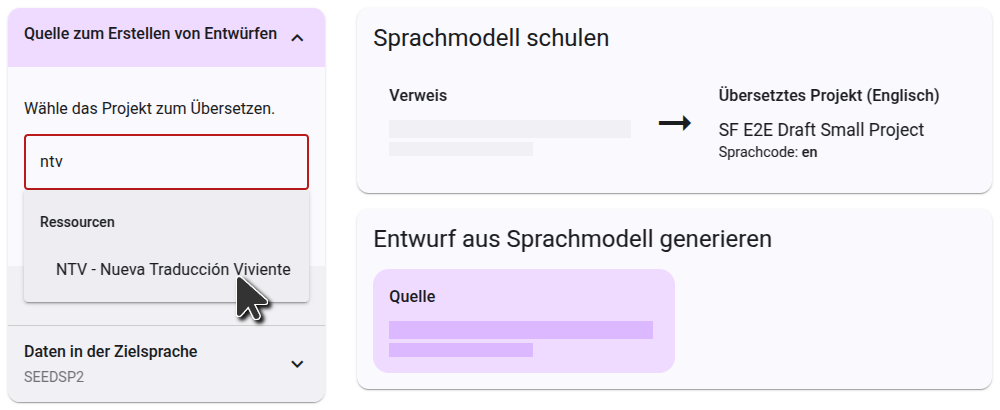 Quelle zum Erstellen von Entwürfen
Wähle das Projekt zum Übersetzen.
ntv
Ressourcen
NTV - Nueva Traducción Viviente
Daten in der Zielsprache
SEEDSP2
Sprachmodell schulen
Verweis
Übersetztes Projekt (Englisch)
SF E2E Draft Small Project
Sprachcode: en
Entwurf aus Sprachmodell generieren
Quelle